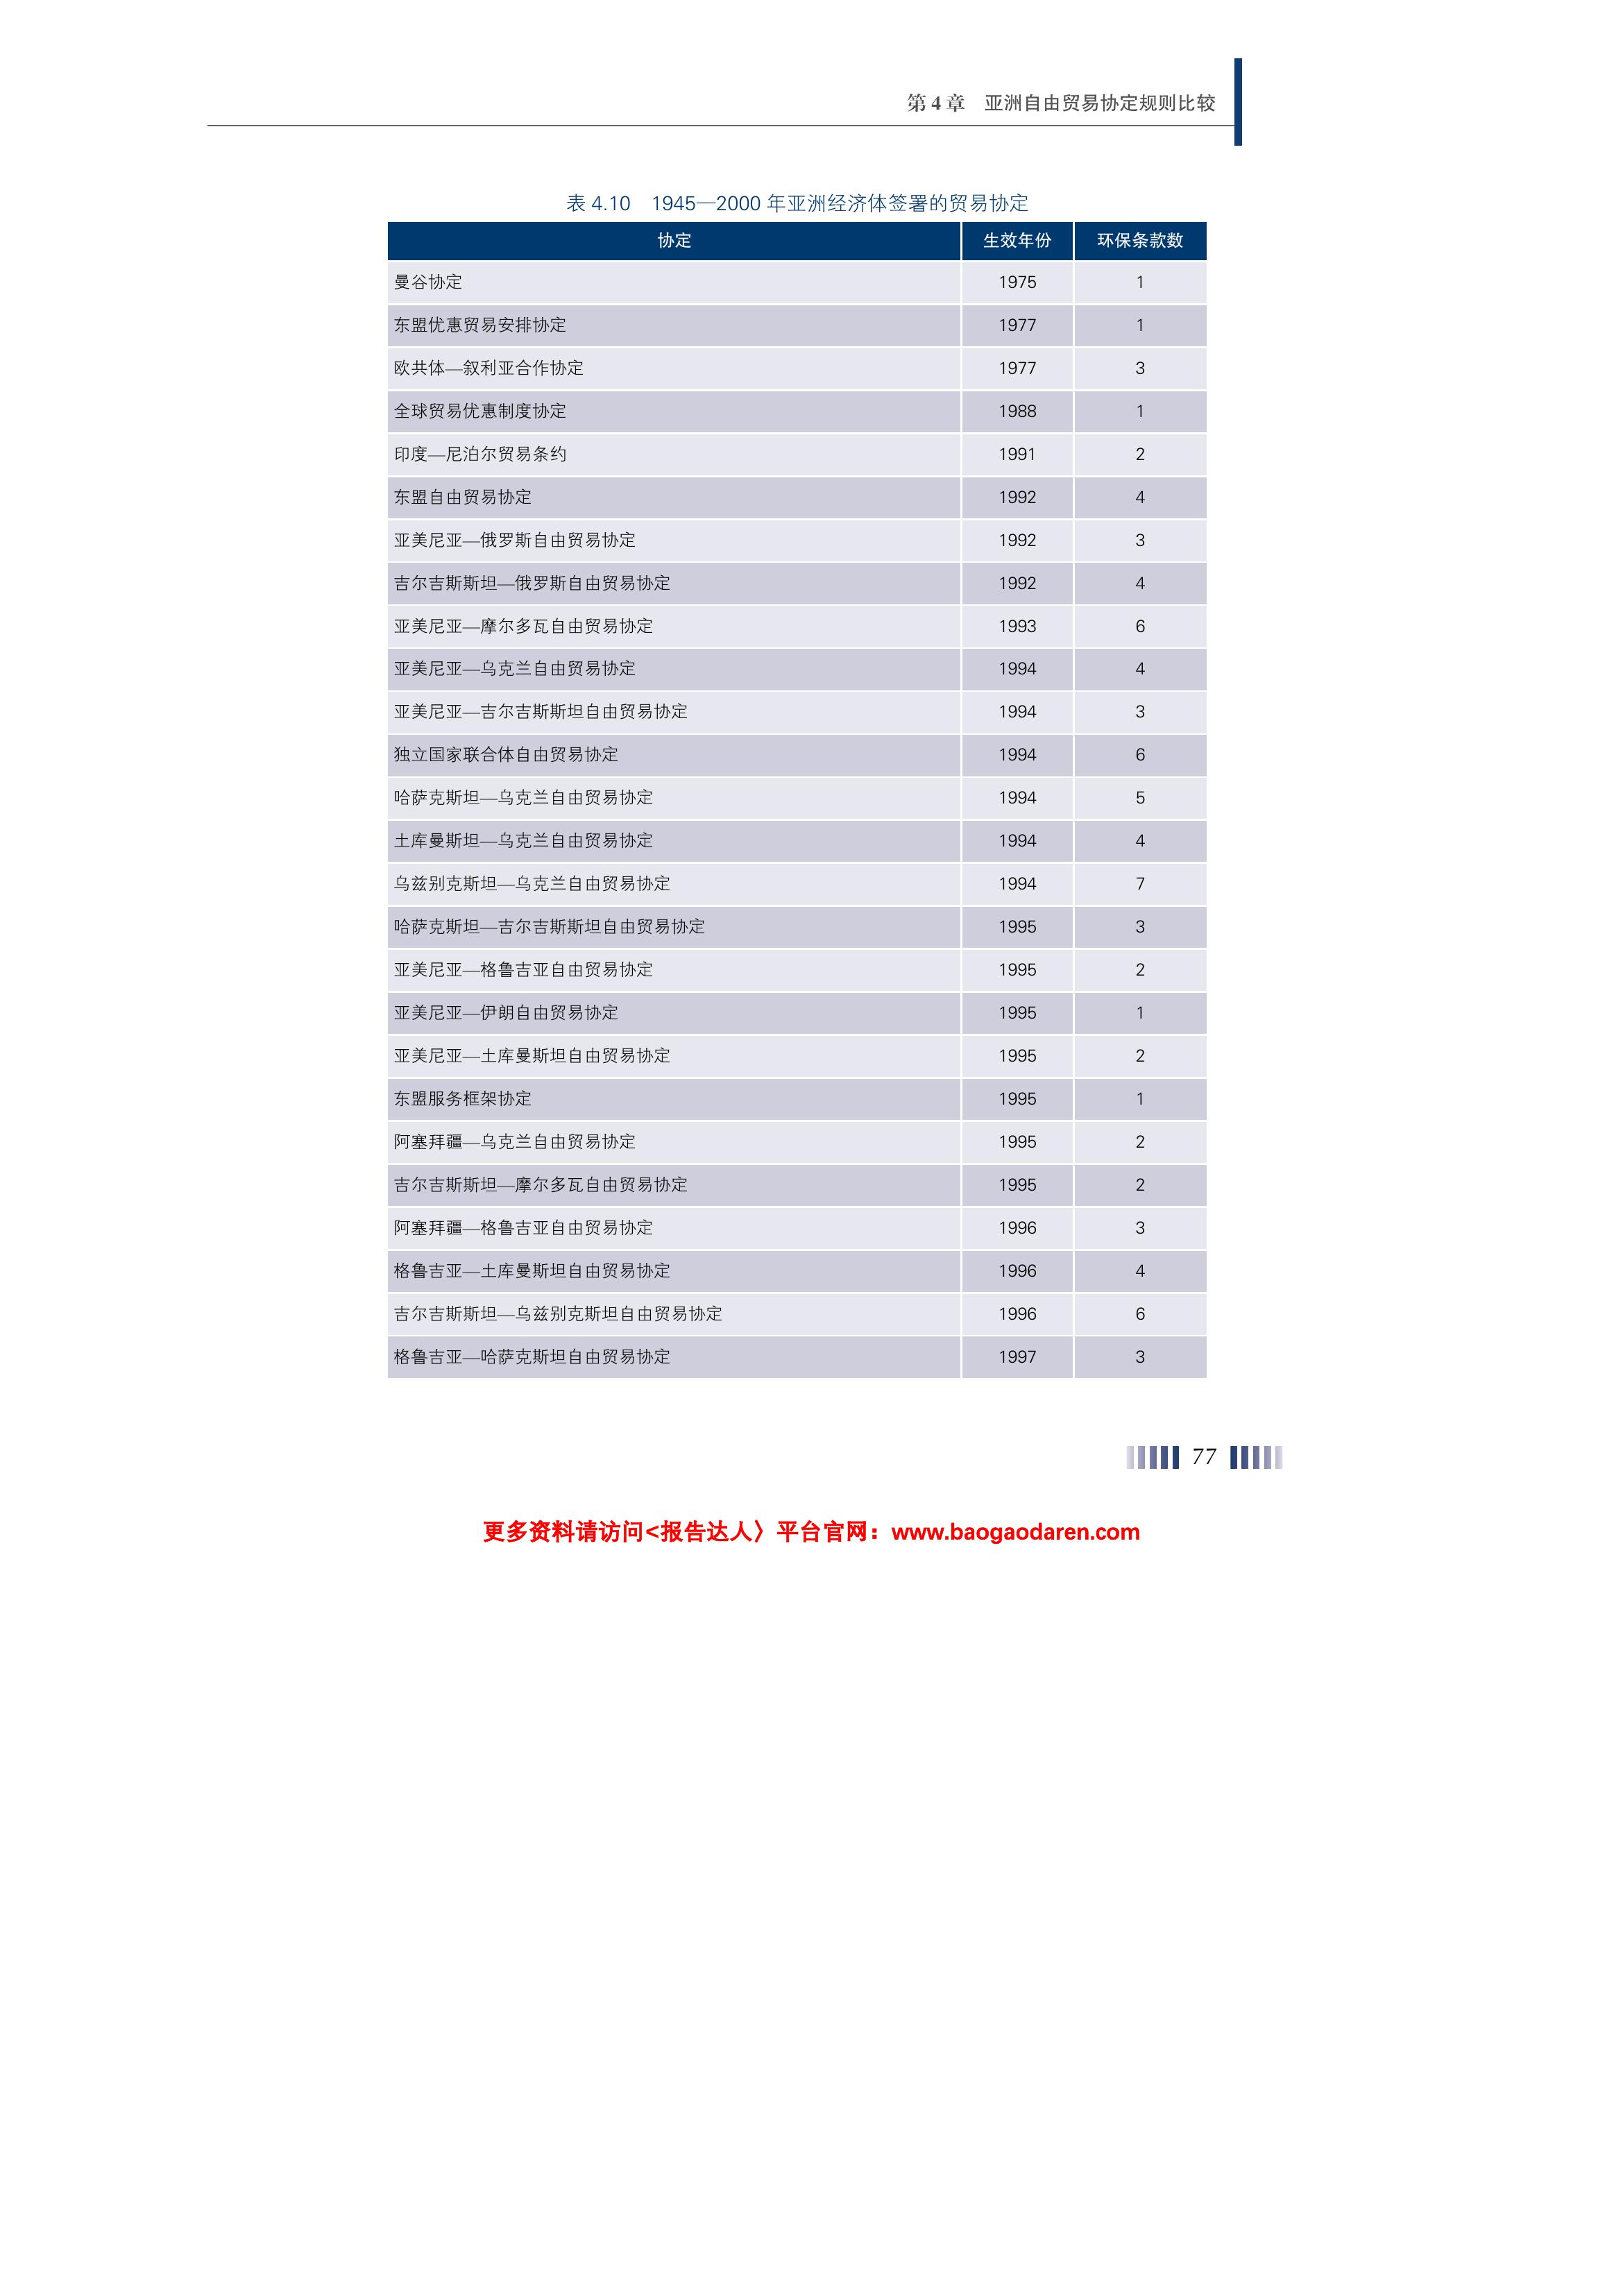 第 4 章　亚洲自由贸易协定规则比较
表 4.10　1945—2000 年亚洲经济体签署的贸易协定
协定 生效年份 环保条款数
曼谷协定 1975 1
东盟优惠贸易安排协定 1977 1
欧共体—叙利亚合作协定 1977 3
全球贸易优惠制度协定 1988 1
印度—尼泊尔贸易条约 1991 2
东盟自由贸易协定 1992 4
亚美尼亚—俄罗斯自由贸易协定 1992 3
吉尔吉斯斯坦—俄罗斯自由贸易协定 1992 4
亚美尼亚—摩尔多瓦自由贸易协定 1993 6
亚美尼亚—乌克兰自由贸易协定 1994 4
亚美尼亚—吉尔吉斯斯坦自由贸易协定 1994 3
独立国家联合体自由贸易协定 1994 6
哈萨克斯坦—乌克兰自由贸易协定 1994 5
土库曼斯坦—乌克兰自由贸易协定 1994 4
乌兹别克斯坦—乌克兰自由贸易协定 1994 7
哈萨克斯坦—吉尔吉斯斯坦自由贸易协定 1995 3
亚美尼亚—格鲁吉亚自由贸易协定 1995 2
亚美尼亚—伊朗自由贸易协定 1995 1
亚美尼亚—土库曼斯坦自由贸易协定 1995 2
东盟服务框架协定 1995 1
阿塞拜疆—乌克兰自由贸易协定 1995 2
吉尔吉斯斯坦—摩尔多瓦自由贸易协定 1995 2
阿塞拜疆—格鲁吉亚自由贸易协定 1996 3
格鲁吉亚—土库曼斯坦自由贸易协定 1996 4
吉尔吉斯斯坦—乌兹别克斯坦自由贸易协定 1996 6
格鲁吉亚—哈萨克斯坦自由贸易协定 1997 3
77
更多资料请访问<报告达人〉平台官网：www.baogaodaren.com